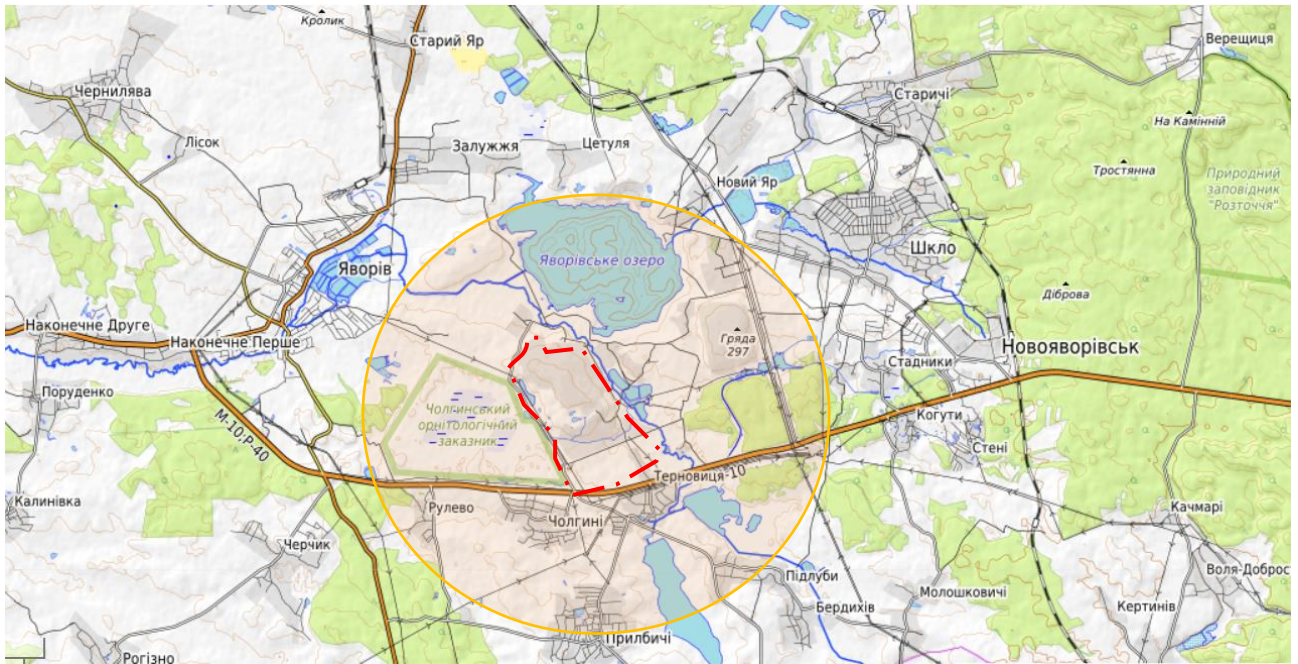 Кролик
Старий Яр
Верещиця
Чернилява
Старичі
На Камінній
Лісок
Залужжя
Цетуля
Тростянна
Новий Яр
Природний
заповідник
"Розточчя"
Шкло
Яворівське озеро
Яворів
Діброва
Наконечне Друге
Наконечне Перше
Гряда
297
Новояворівськ
Стадники
Поруденко
Чолгинський
орнітологічний
заказник
М-10;Р-40
Когути
Стені
Терновиця-10
Калинівка
Рулево
Чолгині
Качмарі
Черчик
Підлуби
Воля-Доброст
Молошковичі
Бердихів
Кертинів
Прилбичі
Рогізно